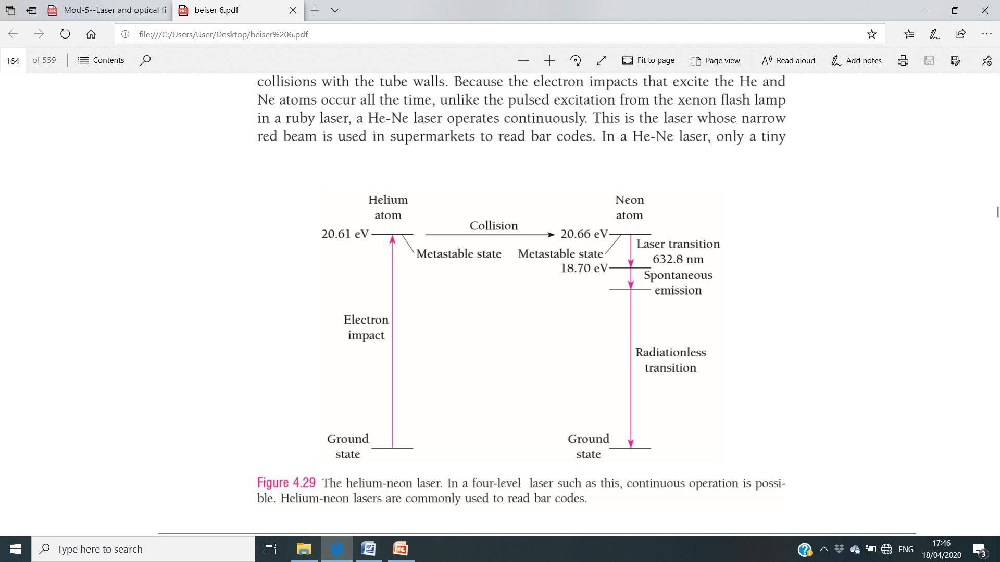 Mod-5--Laser and optical fi
beiser 6.pdf
file:///C:/Users/User/Desktop/beiser%206.pdf
164 of 559
Contents
Fit to page
Page view
Read aloud
Add notes
collisions with the tube walls. Because the electron impacts that excite the He and
Ne atoms occur all the time, unlike the pulsed excitation from the xenon flash lamp
in a ruby laser, a He-Ne laser operates continuously. This is the laser whose narrow
red beam is used in supermarkets to read bar codes. In a He-Ne laser, only a tiny
Helium
atom
Neon
atom
20.61 eV
Collision
20.66 eV
Metastable state
Metastable state
Laser transition
632.8 nm
18.70 eV
Spontaneous
emission
Electron
impact
Radiationless
transition
Ground
state
Ground
state
Figure 4.29 The helium-neon laser. In a four-level laser such as this, continuous operation is possi-
ble. Helium-neon lasers are commonly used to read bar codes.
Type here to search
ENG
17:46
18/04/2020
3